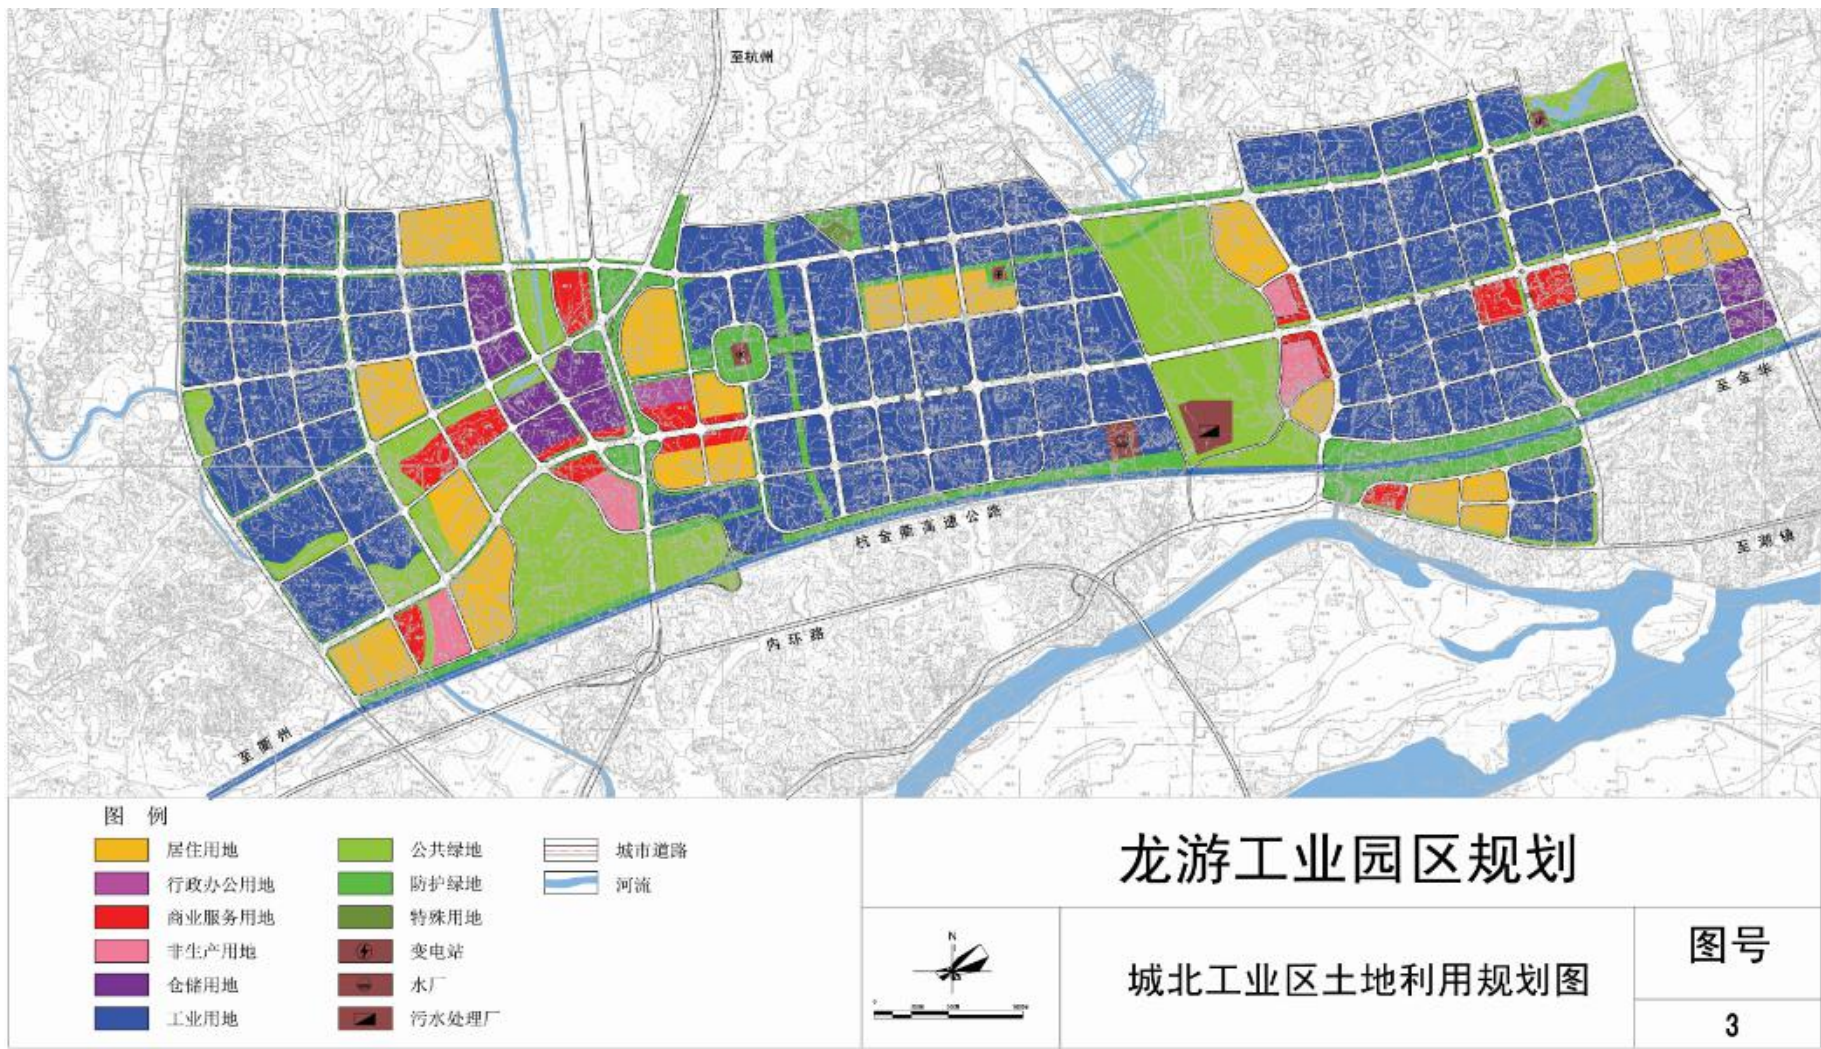 至杭州
至金华
杭金衢高速公路
至湖镇
内环路
至衢州
图 例
居住用地
行政办公用地
商业服务用地
非生产用地
仓储用地
工业用地
公共绿地
防护绿地
特殊用地
变电站
水厂
污水处理厂
城市道路
河流
龙游工业园区规划
N
0
城北工业区土地利用规划图
图号
3